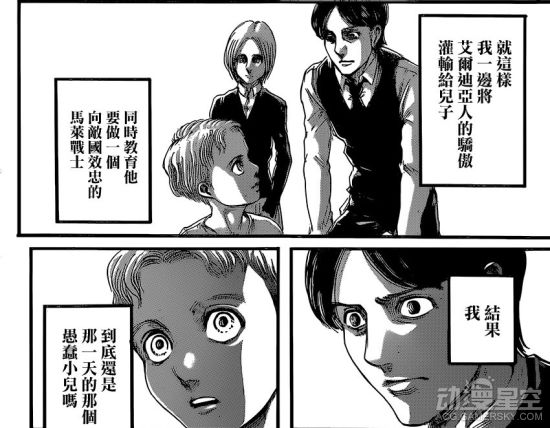 就這樣
我一邊將
艾爾迪亞人的驕傲
灌輸給兒子
同時教育他
要做一個
向敵國效忠的
馬萊戰士
結果
我
到底還是
那一天的那個
愚蠢小兒嗎
动漫星空
ACG.GAMERSKY.COM